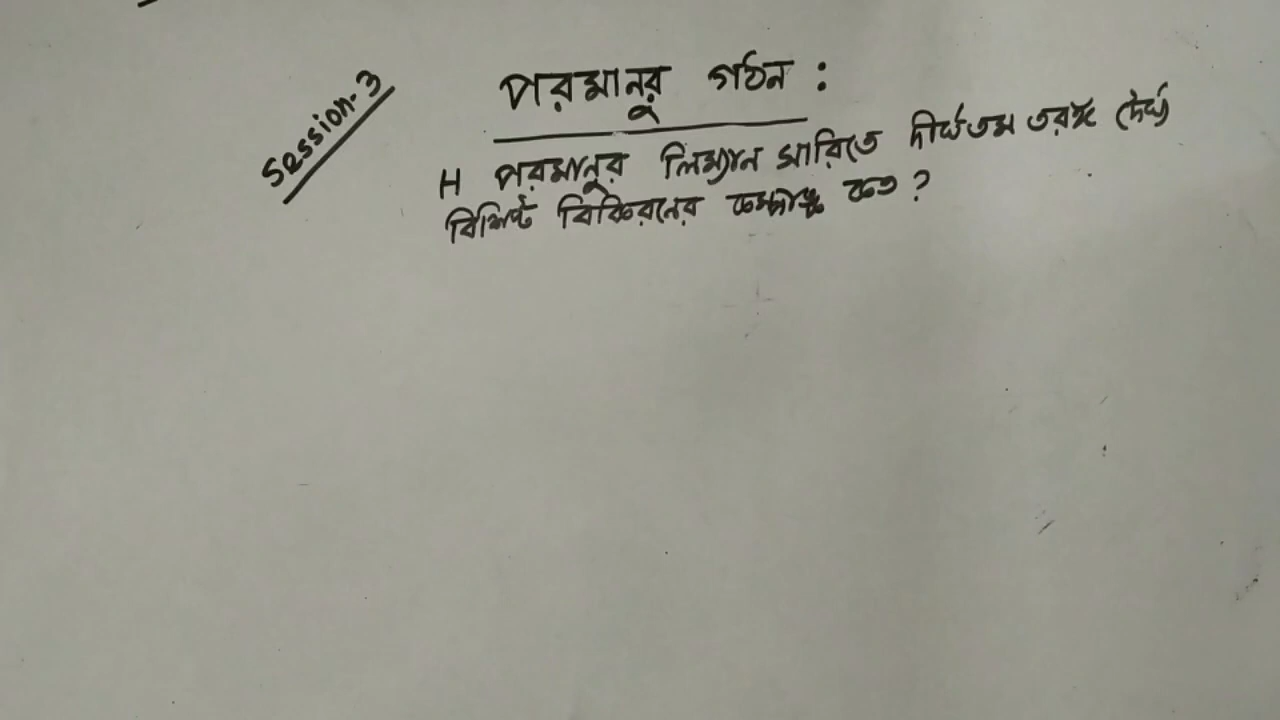 Session-3
পরমানুর গঠন :
H পরমানুর লিম্যান সারিতে দীর্ঘতম তরঙ্গ দৈর্ঘ্য
বিশিষ্ট বিকিরনের কম্পাঙ্ক কত ?